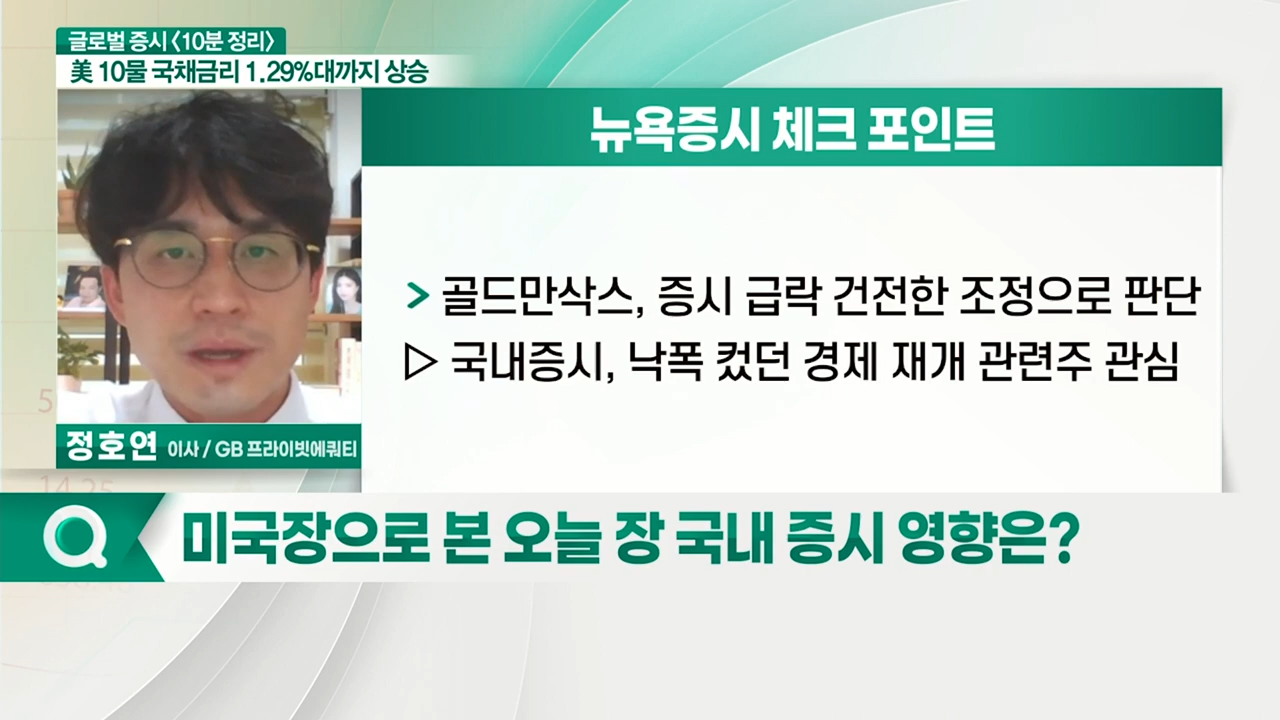 글로벌 증시 〈10분 정리〉
美 10물 국채금리 1.29%대까지 상승
뉴욕증시 체크 포인트
> 골드만삭스, 증시 급락 건전한 조정으로 판단
▷ 국내증시, 낙폭 컸던 경제 재개 관련주 관심
정호연 이사 / GB 프라이빗에쿼티
Q 미국장으로 본 오늘 장 국내 증시 영향은?